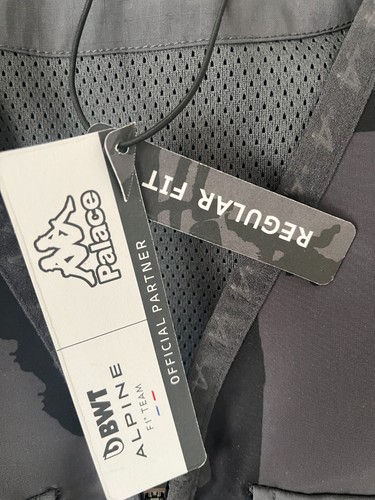 Palace
OFFICIAL PARTNER
BWT
ALPINE
F1® TEAM
REGULAR FIT